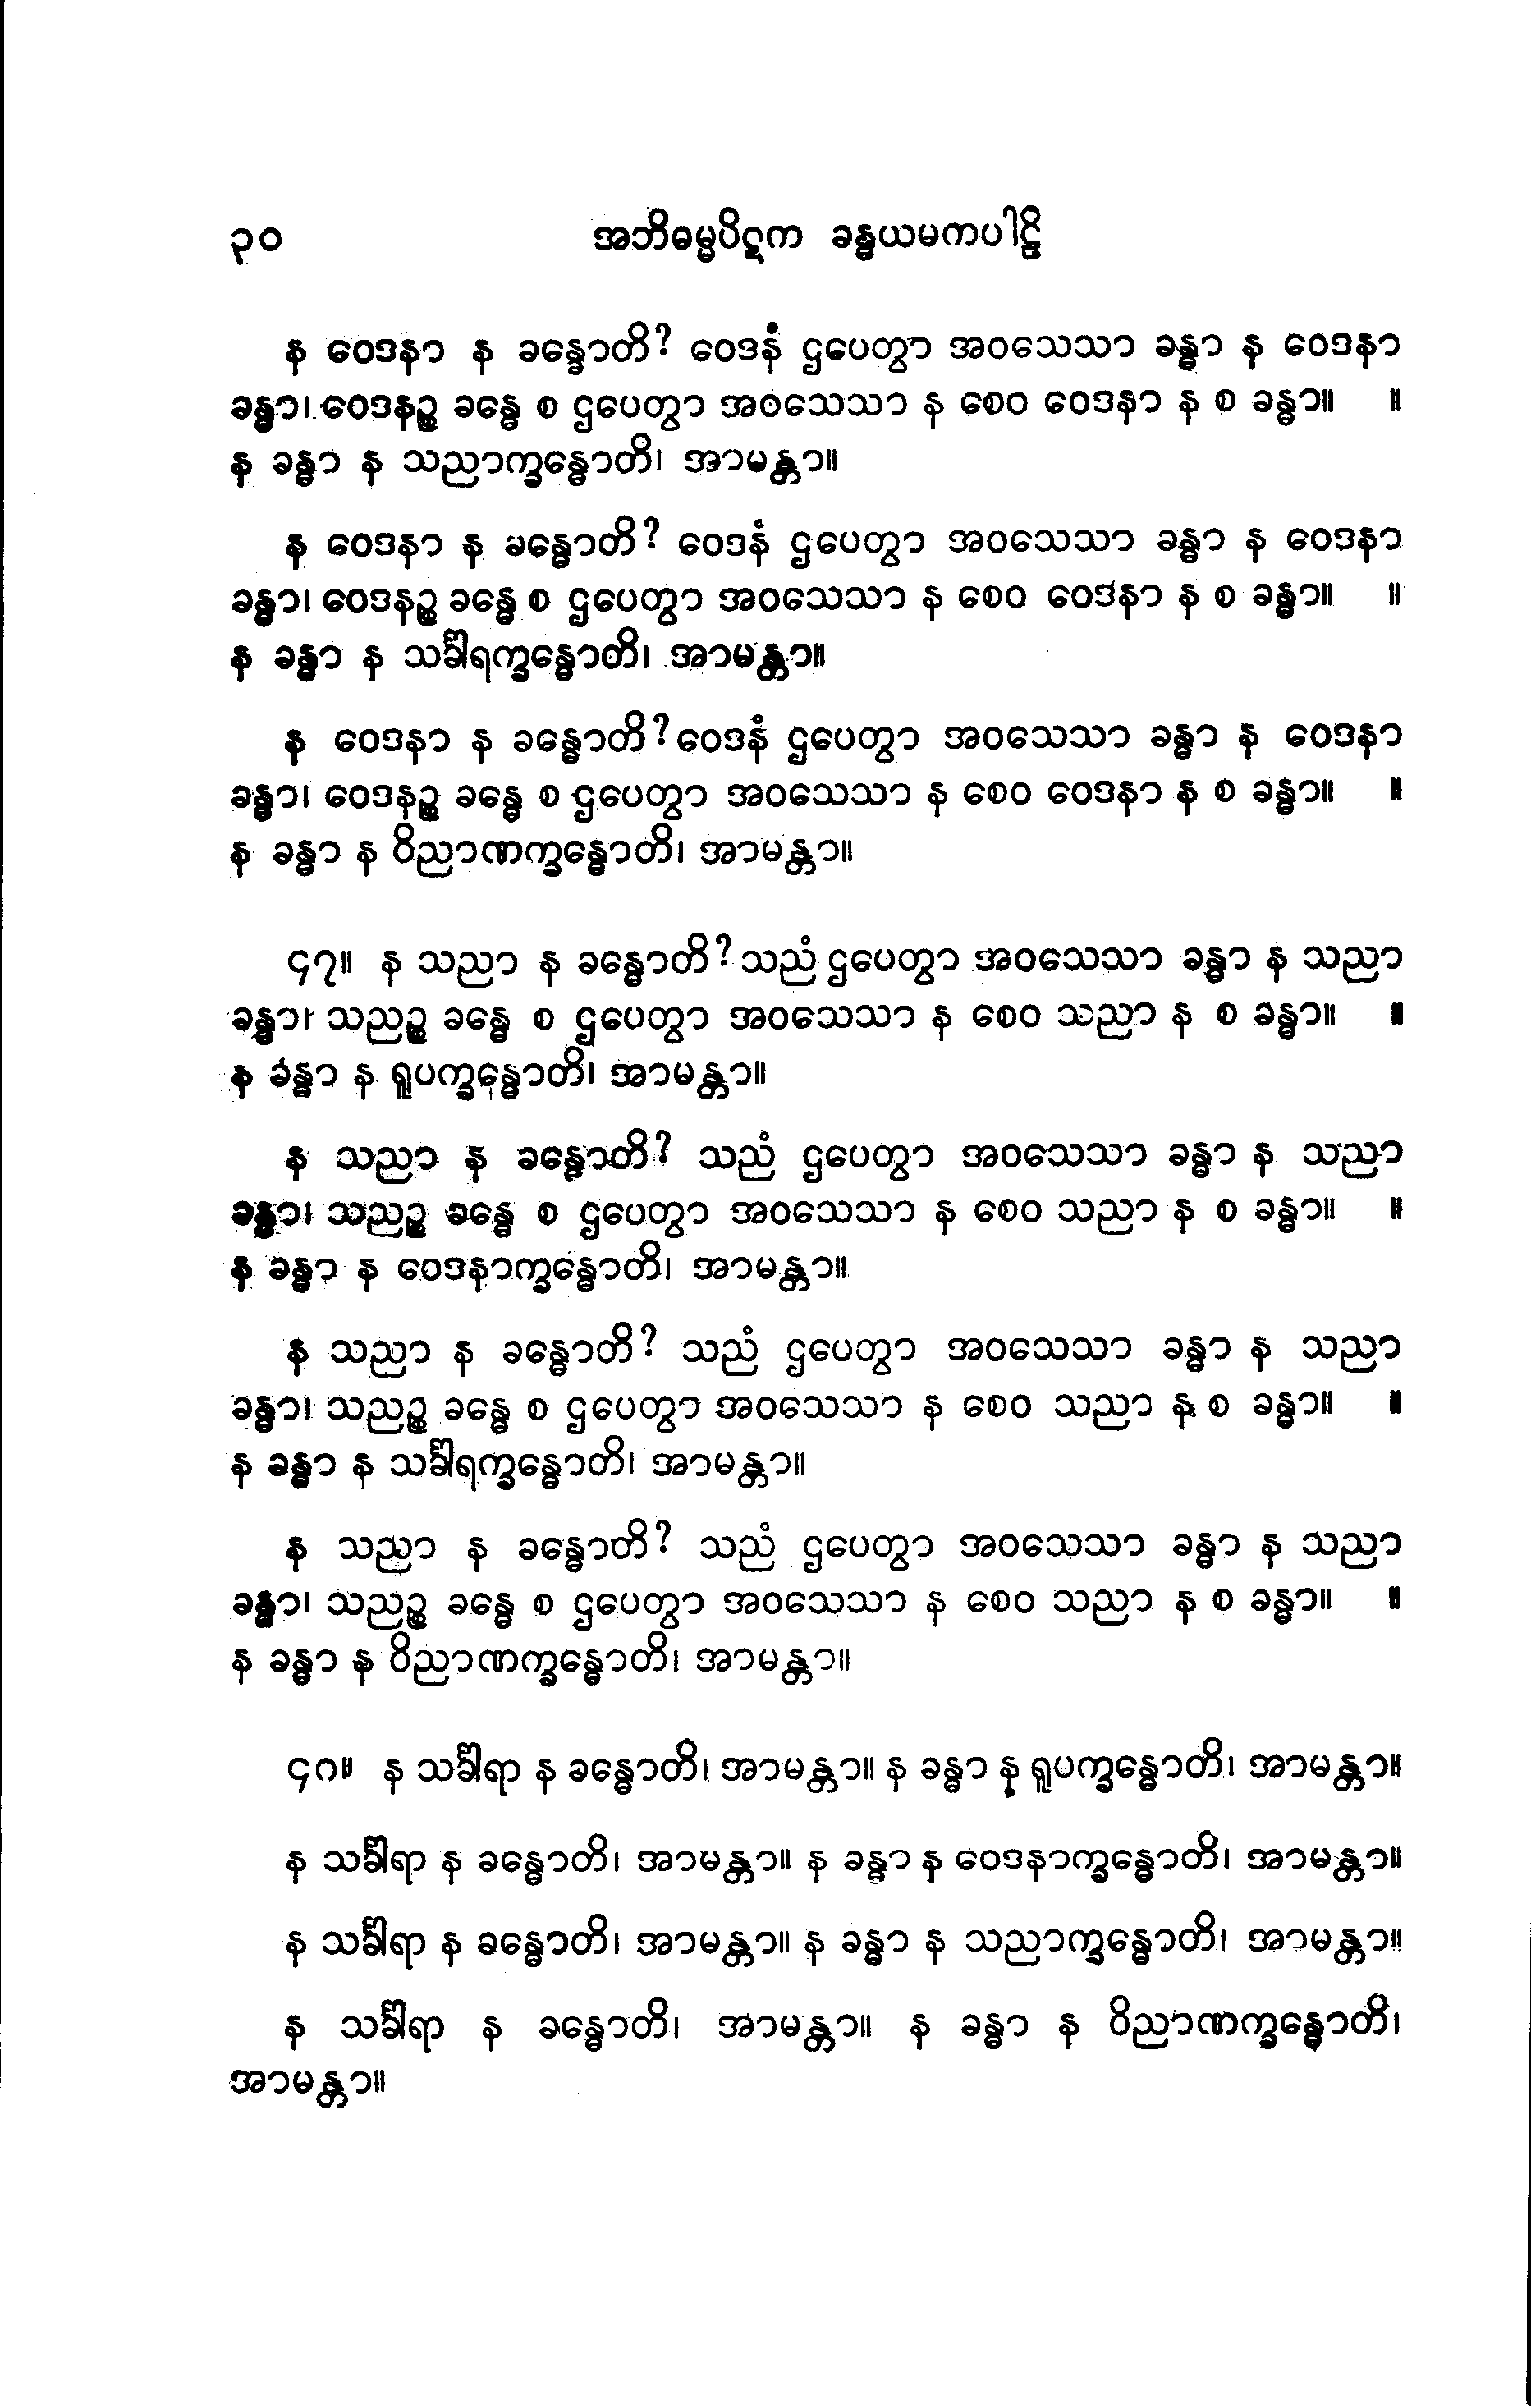 ၃၀ အဘိဓမ္မပိဋက ခန္ဓယမကပါဠိ
န ဝေဒနာ န ခန္ဓောတိ? ဝေဒနံ ဌပေတွာ အဝသေသာ ခန္ဓာ န ဝေဒနာ
ခန္ဓာ၊ ဝေဒနဉ္စ ခန္ဓေ စ ဌပေတွာ အဝသေသာ န စေဝ ဝေဒနာ န စ ခန္ဓာ။ ။
န ခန္ဓာ န သညာက္ခန္ဓောတိ၊ အာမန္တာ။
န ဝေဒနာ န ခန္ဓောတိ? ဝေဒနံ ဌပေတွာ အဝသေသာ ခန္ဓာ န ဝေဒနာ
ခန္ဓာ၊ ဝေဒနဉ္စ ခန္ဓေ စ ဌပေတွာ အဝသေသာ န စေဝ ဝေဒနာ န စ ခန္ဓာ။ ။
န ခန္ဓာ န သင်္ခါရက္ခန္ဓောတိ၊ အာမန္တာ။
န ဝေဒနာ န ခန္ဓောတိ? ဝေဒနံ ဌပေတွာ အဝသေသာ ခန္ဓာ န ဝေဒနာ
ခန္ဓာ၊ ဝေဒနဉ္စ ခန္ဓေ စ ဌပေတွာ အဝသေသာ န စေဝ ဝေဒနာ န စ ခန္ဓာ။ ။
န ခန္ဓာ န ဝိညာဏက္ခန္ဓောတိ၊ အာမန္တာ။
၄၇။ န သညာ န ခန္ဓောတိ? သညံ ဌပေတွာ အဝသေသာ ခန္ဓာ န သညာ
ခန္ဓာ၊ သညဉ္စ ခန္ဓေ စ ဌပေတွာ အဝသေသာ န စေဝ သညာ န စ ခန္ဓာ။ ။
န ခန္ဓာ န ရူပက္ခန္ဓောတိ၊ အာမန္တာ။
န သညာ န ခန္ဓောတိ? သညံ ဌပေတွာ အဝသေသာ ခန္ဓာ န သညာ
ခန္ဓာ၊ သညဉ္စ ခန္ဓေ စ ဌပေတွာ အဝသေသာ န စေဝ သညာ န စ ခန္ဓာ။ ။
န ခန္ဓာ န ဝေဒနာက္ခန္ဓောတိ၊ အာမန္တာ။
န သညာ န ခန္ဓောတိ? သညံ ဌပေတွာ အဝသေသာ ခန္ဓာ န သညာ
ခန္ဓာ၊ သညဉ္စ ခန္ဓေ စ ဌပေတွာ အဝသေသာ န စေဝ သညာ န စ ခန္ဓာ။ ။
န ခန္ဓာ န သင်္ခါရက္ခန္ဓောတိ၊ အာမန္တာ။
န သညာ န ခန္ဓောတိ? သညံ ဌပေတွာ အဝသေသာ ခန္ဓာ န သညာ
ခန္ဓာ၊ သညဉ္စ ခန္ဓေ စ ဌပေတွာ အဝသေသာ န စေဝ သညာ န စ ခန္ဓာ။ ။
န ခန္ဓာ န ဝိညာဏက္ခန္ဓောတိ၊ အာမန္တာ။
၄၈။ န သင်္ခါရာ န ခန္ဓောတိ၊ အာမန္တာ။ န ခန္ဓာ န ရူပက္ခန္ဓောတိ၊ အာမန္တာ။
န သင်္ခါရာ န ခန္ဓောတိ၊ အာမန္တာ။ န ခန္ဓာ န ဝေဒနာက္ခန္ဓောတိ၊ အာမန္တာ။
န သင်္ခါရာ န ခန္ဓောတိ၊ အာမန္တာ။ န ခန္ဓာ န သညာက္ခန္ဓောတိ၊ အာမန္တာ။
န သင်္ခါရာ န ခန္ဓောတိ၊ အာမန္တာ။ န ခန္ဓာ န ဝိညာဏက္ခန္ဓောတိ၊
အာမန္တာ။